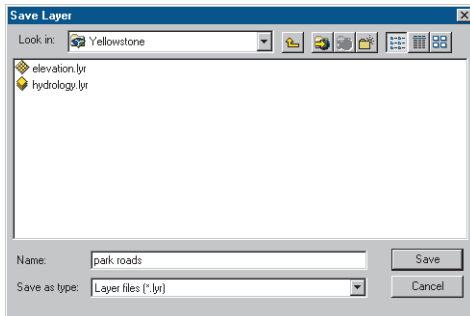 Save Layer
Look in: Yellowstone
elevation.lyr
hydrology.lyr
Name: park roads Save
Save as type: Layer files (*.lyr) Cancel